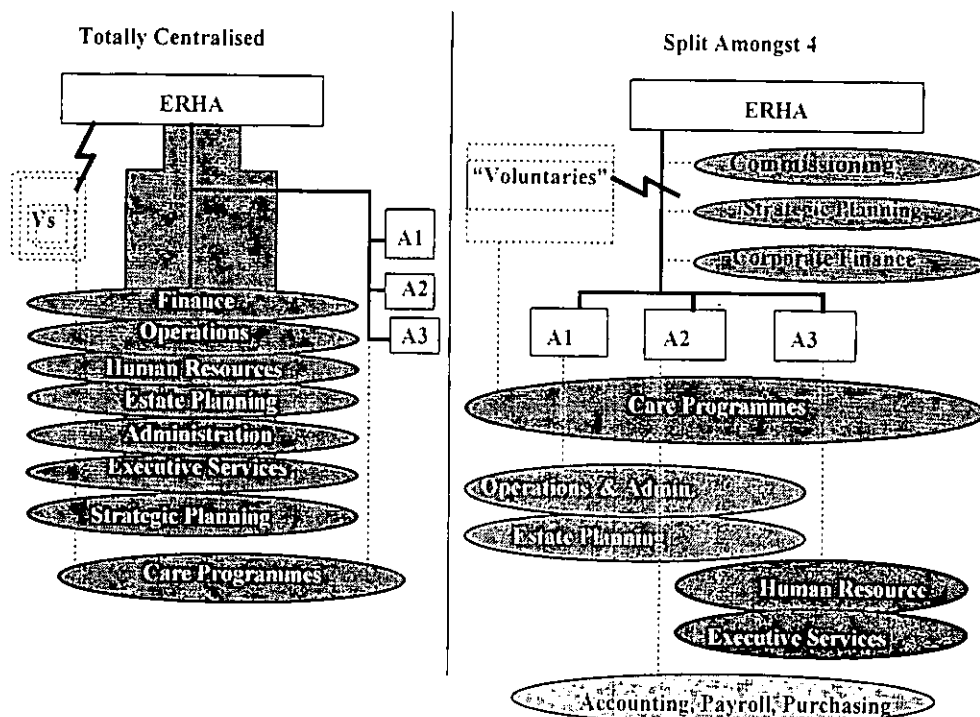 Totally Centralised
ERHA
Vs
A1
A2
A3
Finance
Operations
Human Resources
Estate Planning
Administration
Executive Services
Strategic Planning
Care Programmes
Split Amongst 4
ERHA
"Voluntaries"
Commissioning
Strategic Planning
Corporate Finance
A1
A2
A3
Care Programmes
Operations & Admin.
Estate Planning
Human Resource
Executive Services
Accounting, Payroll, Purchasing